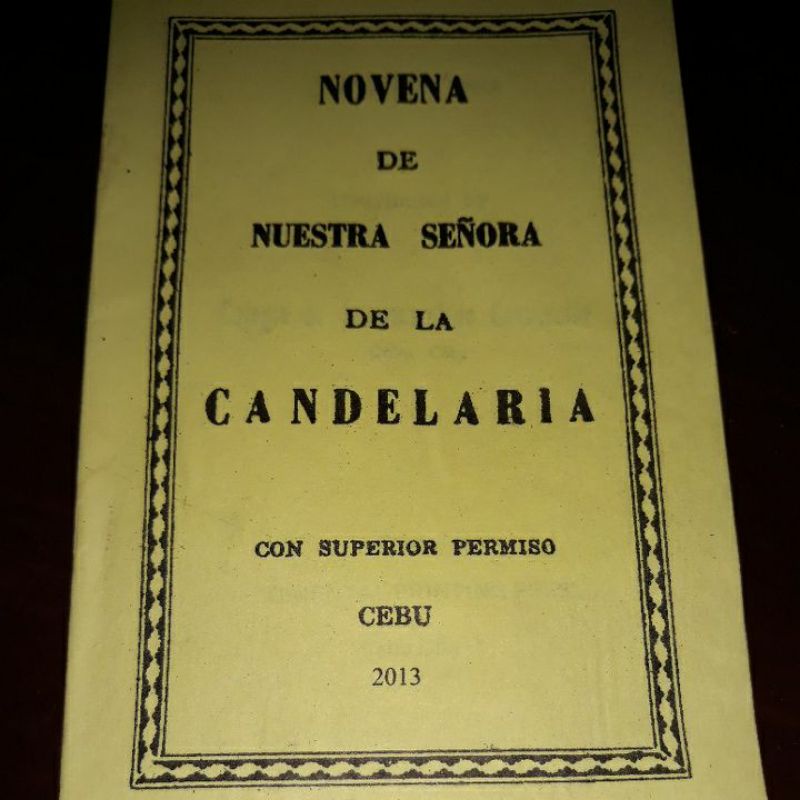 NOVENA
DE
NUESTRA SEÑORA
DE LA
CANDELARIA
CON SUPERIOR PERMISO
CEBU
2013